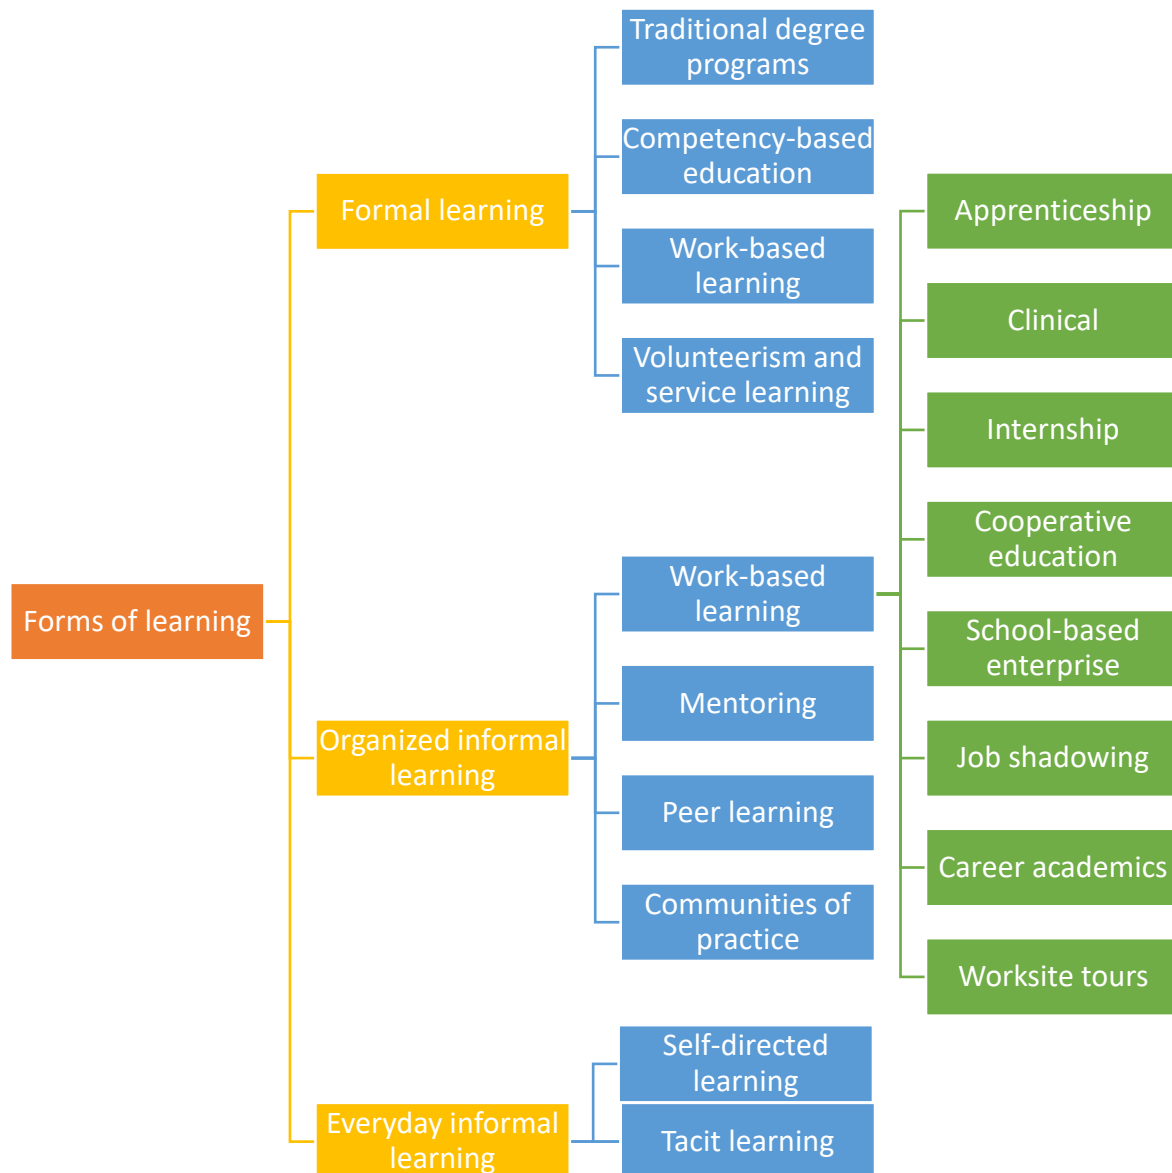 Forms of learning
Formal learning
Traditional degree
programs
Competency-based
education
Work-based
learning
Volunteerism and
service learning
Organized informal
learning
Work-based
learning
Apprenticeship
Clinical
Internship
Cooperative
education
School-based
enterprise
Job shadowing
Career academics
Worksite tours
Mentoring
Peer learning
Communities of
practice
Everyday informal
learning
Self-directed
learning
Tacit learning